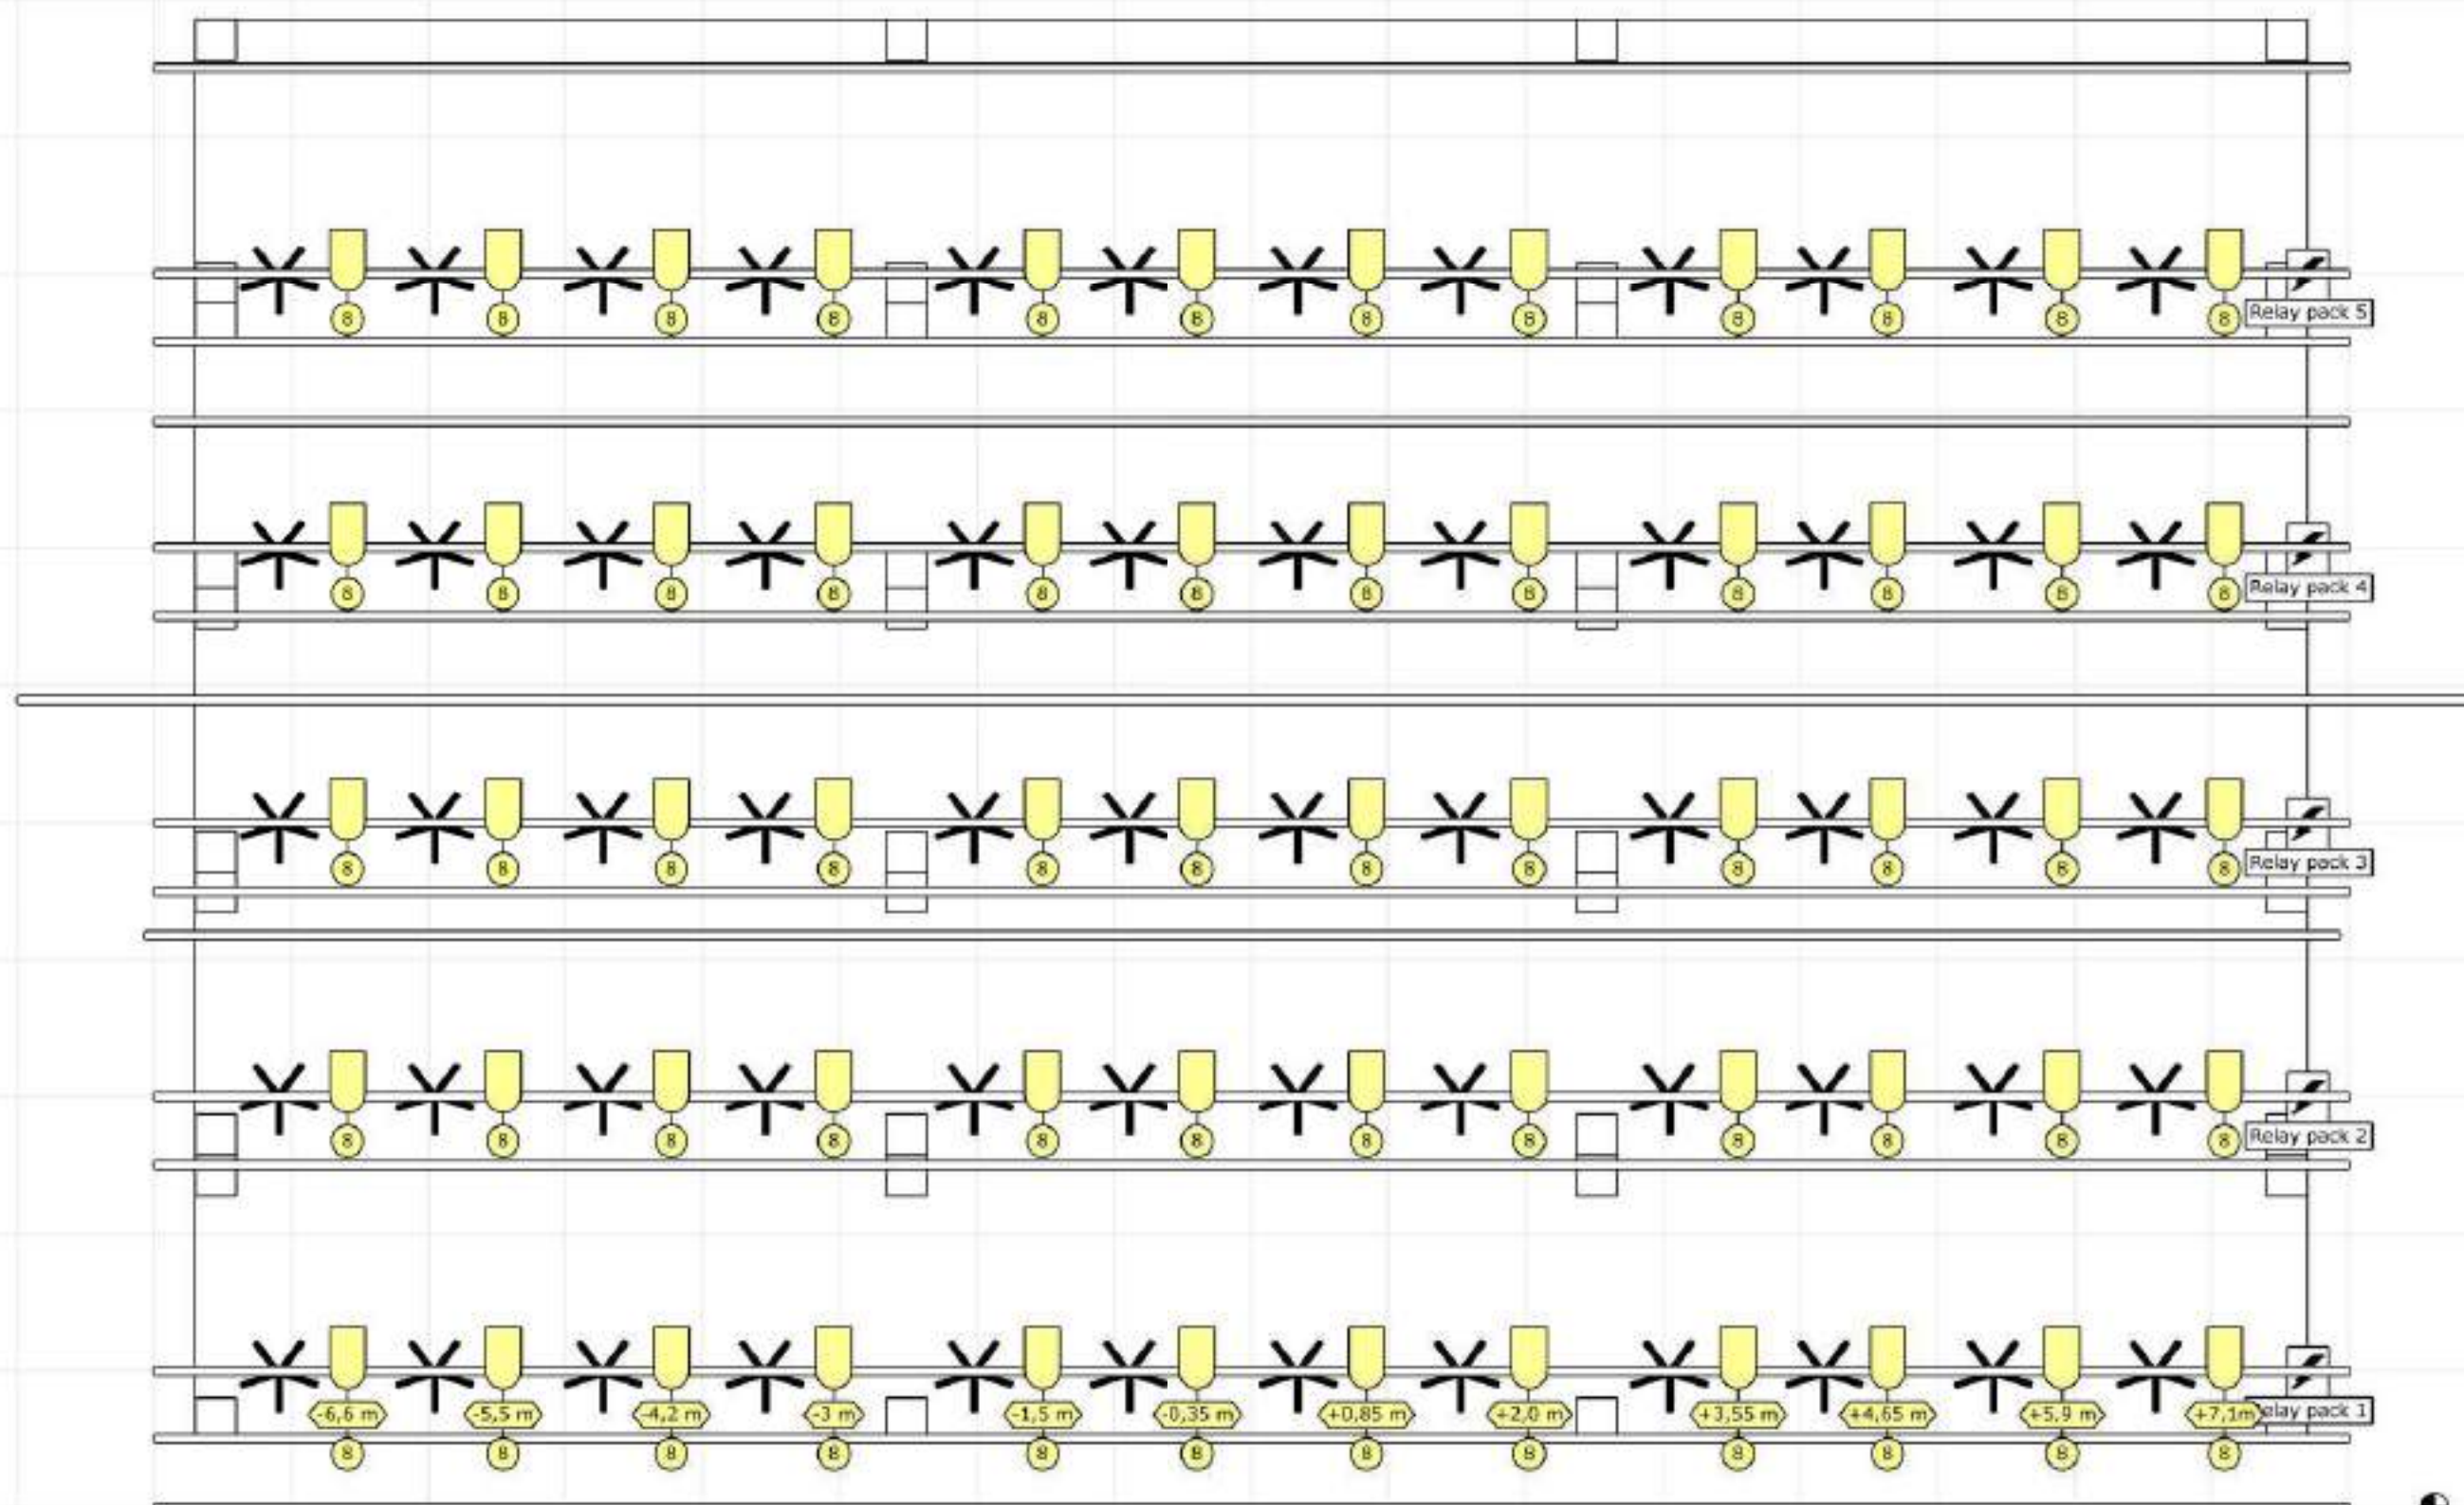 8 8 8 8 8 8 8 8 8 8 8 8 Relay pack 5
8 8 8 8 8 8 8 8 8 8 8 8 Relay pack 4
8 8 8 8 8 8 8 8 8 8 8 8 Relay pack 3
8 8 8 8 8 8 8 8 8 8 8 8 Relay pack 2
-6,6 m -5,5 m -4,2 m -3 m -1,5 m -0,35 m +0,85 m +2,0 m +3,55 m +4,65 m +5,9 m +7,1m elay pack 1
8 8 8 8 8 8 8 8 8 8 8 8